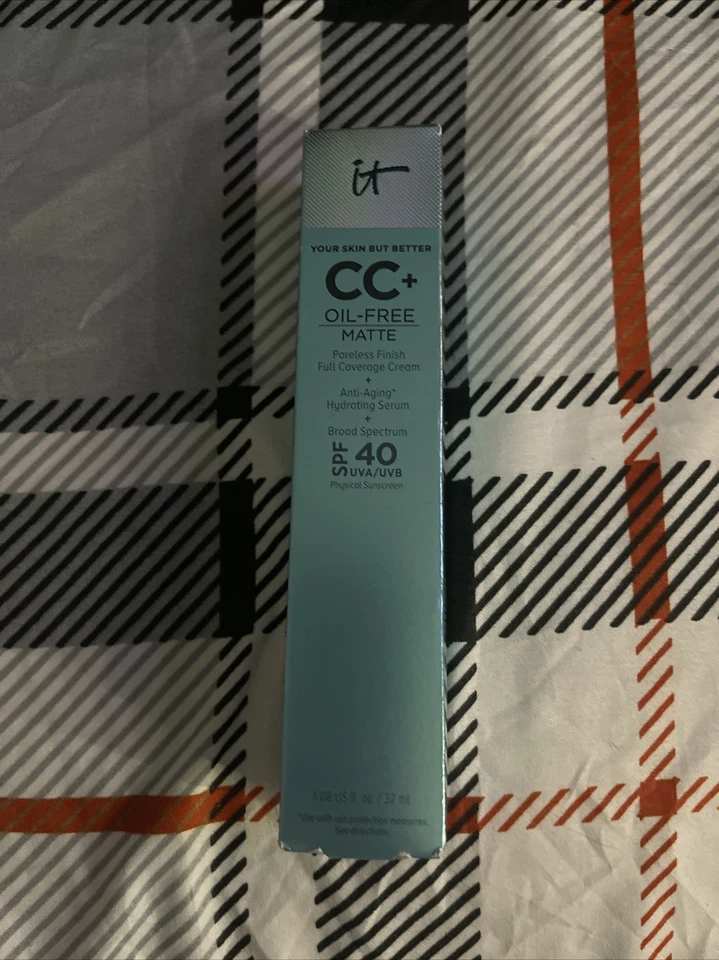 it
YOUR SKIN BUT BETTER
CC+
OIL-FREE
MATTE
Poreless Finish
Full Coverage Cream
+
Anti-Aging*
Hydrating Serum
+
Broad Spectrum
SPF 40
UVA/UVB
Physical Sunscreen
1.08 US fl. oz. / 32 ml
*Use with sun protection measures.
See directions.